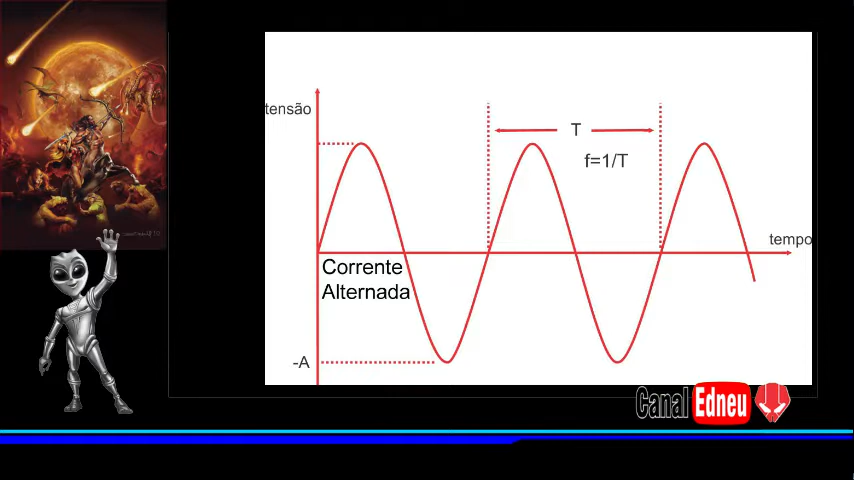 tensão
T
f=1/T
tempo
Corrente
Alternada
-A
Canal Edneu